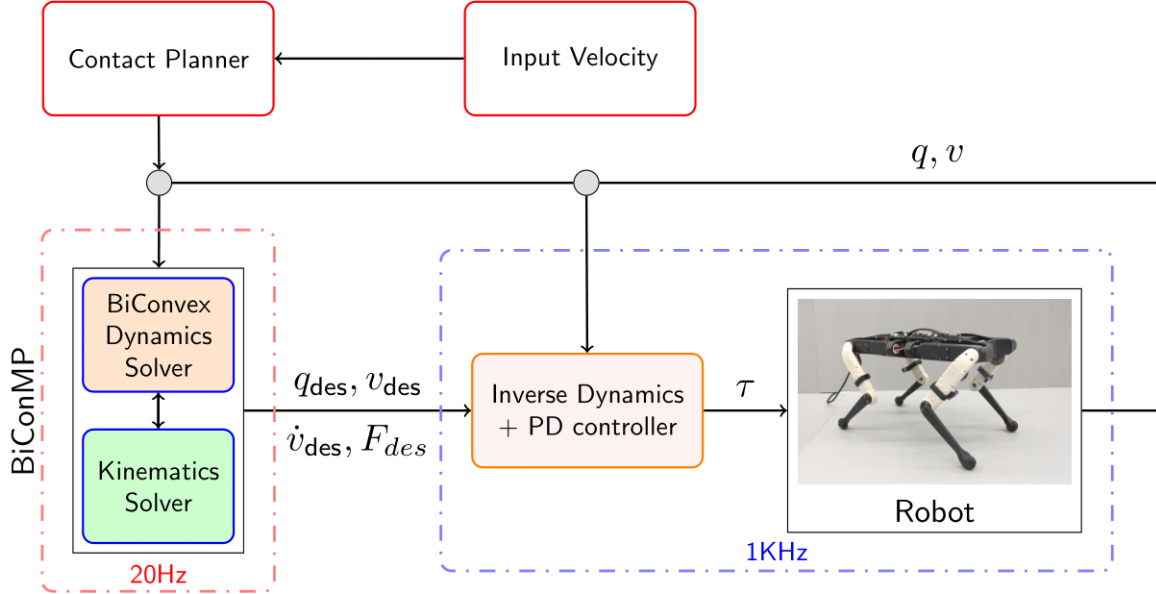 Contact Planner
Input Velocity
q, v
BiConMP
BiConvex
Dynamics
Solver
Kinematics
Solver
20Hz
q_des, v_des
v̇_des, F_des
Inverse Dynamics
+ PD controller
τ
Robot
1KHz